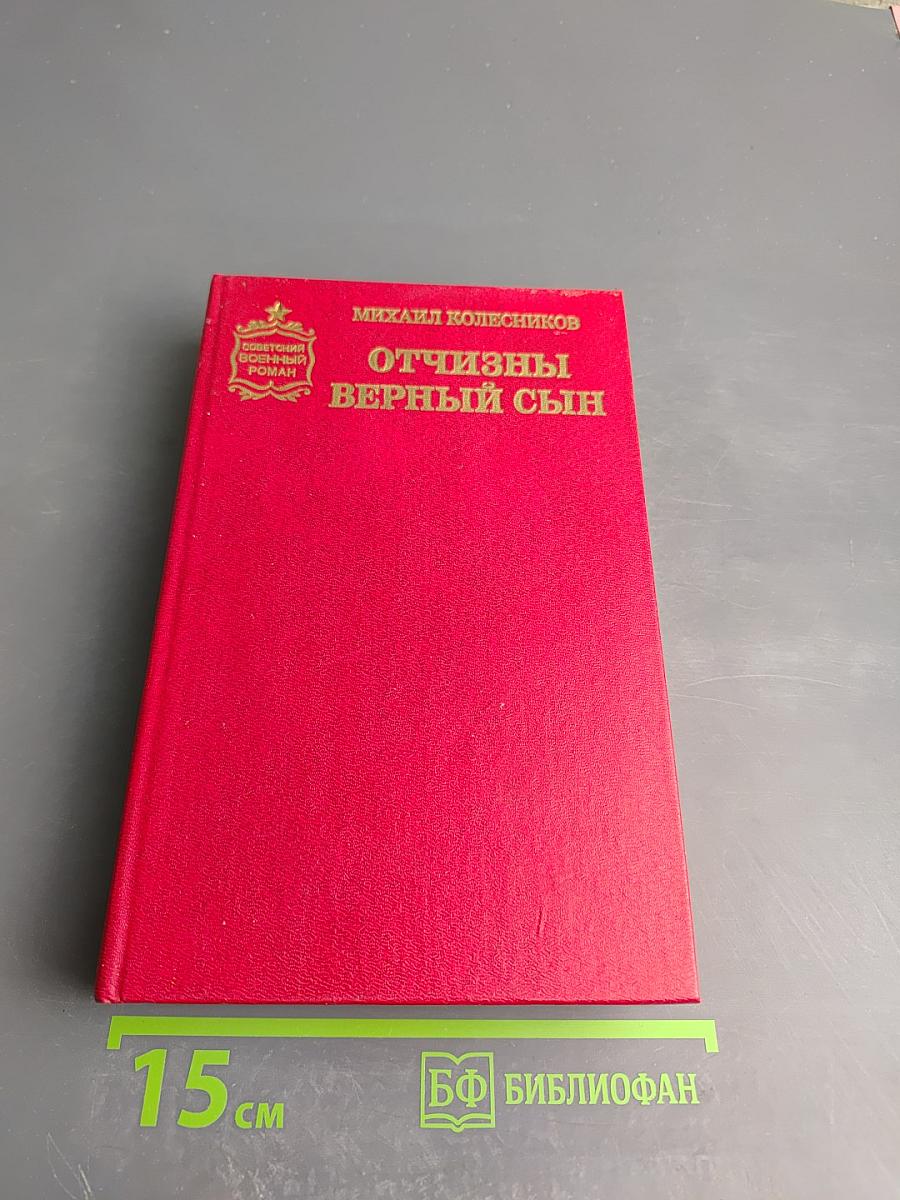 МИХАИЛ КОЛЕСНИКОВ
СОВЕТСКИЙ
ВОЕННЫЙ
РОМАН
ОТЧИЗНЫ
ВЕРНЫЙ СЫН
15 см
БФ БИБЛИОФАН